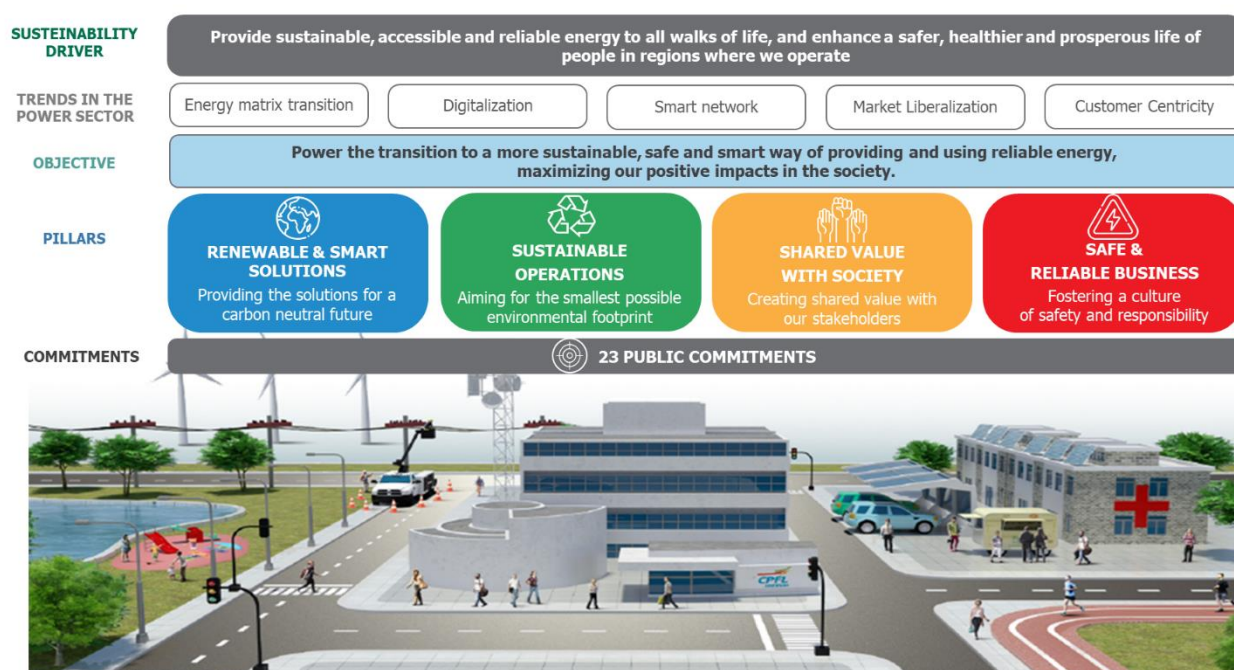 SUSTEINABILITY
DRIVER
Provide sustainable, accessible and reliable energy to all walks of life, and enhance a safer, healthier and prosperous life of
people in regions where we operate
TRENDS IN THE
POWER SECTOR
Energy matrix transition
Digitalization
Smart network
Market Liberalization
Customer Centricity
OBJECTIVE
Power the transition to a more sustainable, safe and smart way of providing and using reliable energy,
maximizing our positive impacts in the society.
PILLARS
RENEWABLE & SMART
SOLUTIONS
Providing the solutions for a
carbon neutral future
SUSTAINABLE
OPERATIONS
Aiming for the smallest possible
environmental footprint
SHARED VALUE
WITH SOCIETY
Creating shared value with
our stakeholders
SAFE &
RELIABLE BUSINESS
Fostering a culture
of safety and responsibility
COMMITMENTS
23 PUBLIC COMMITMENTS
CPFL